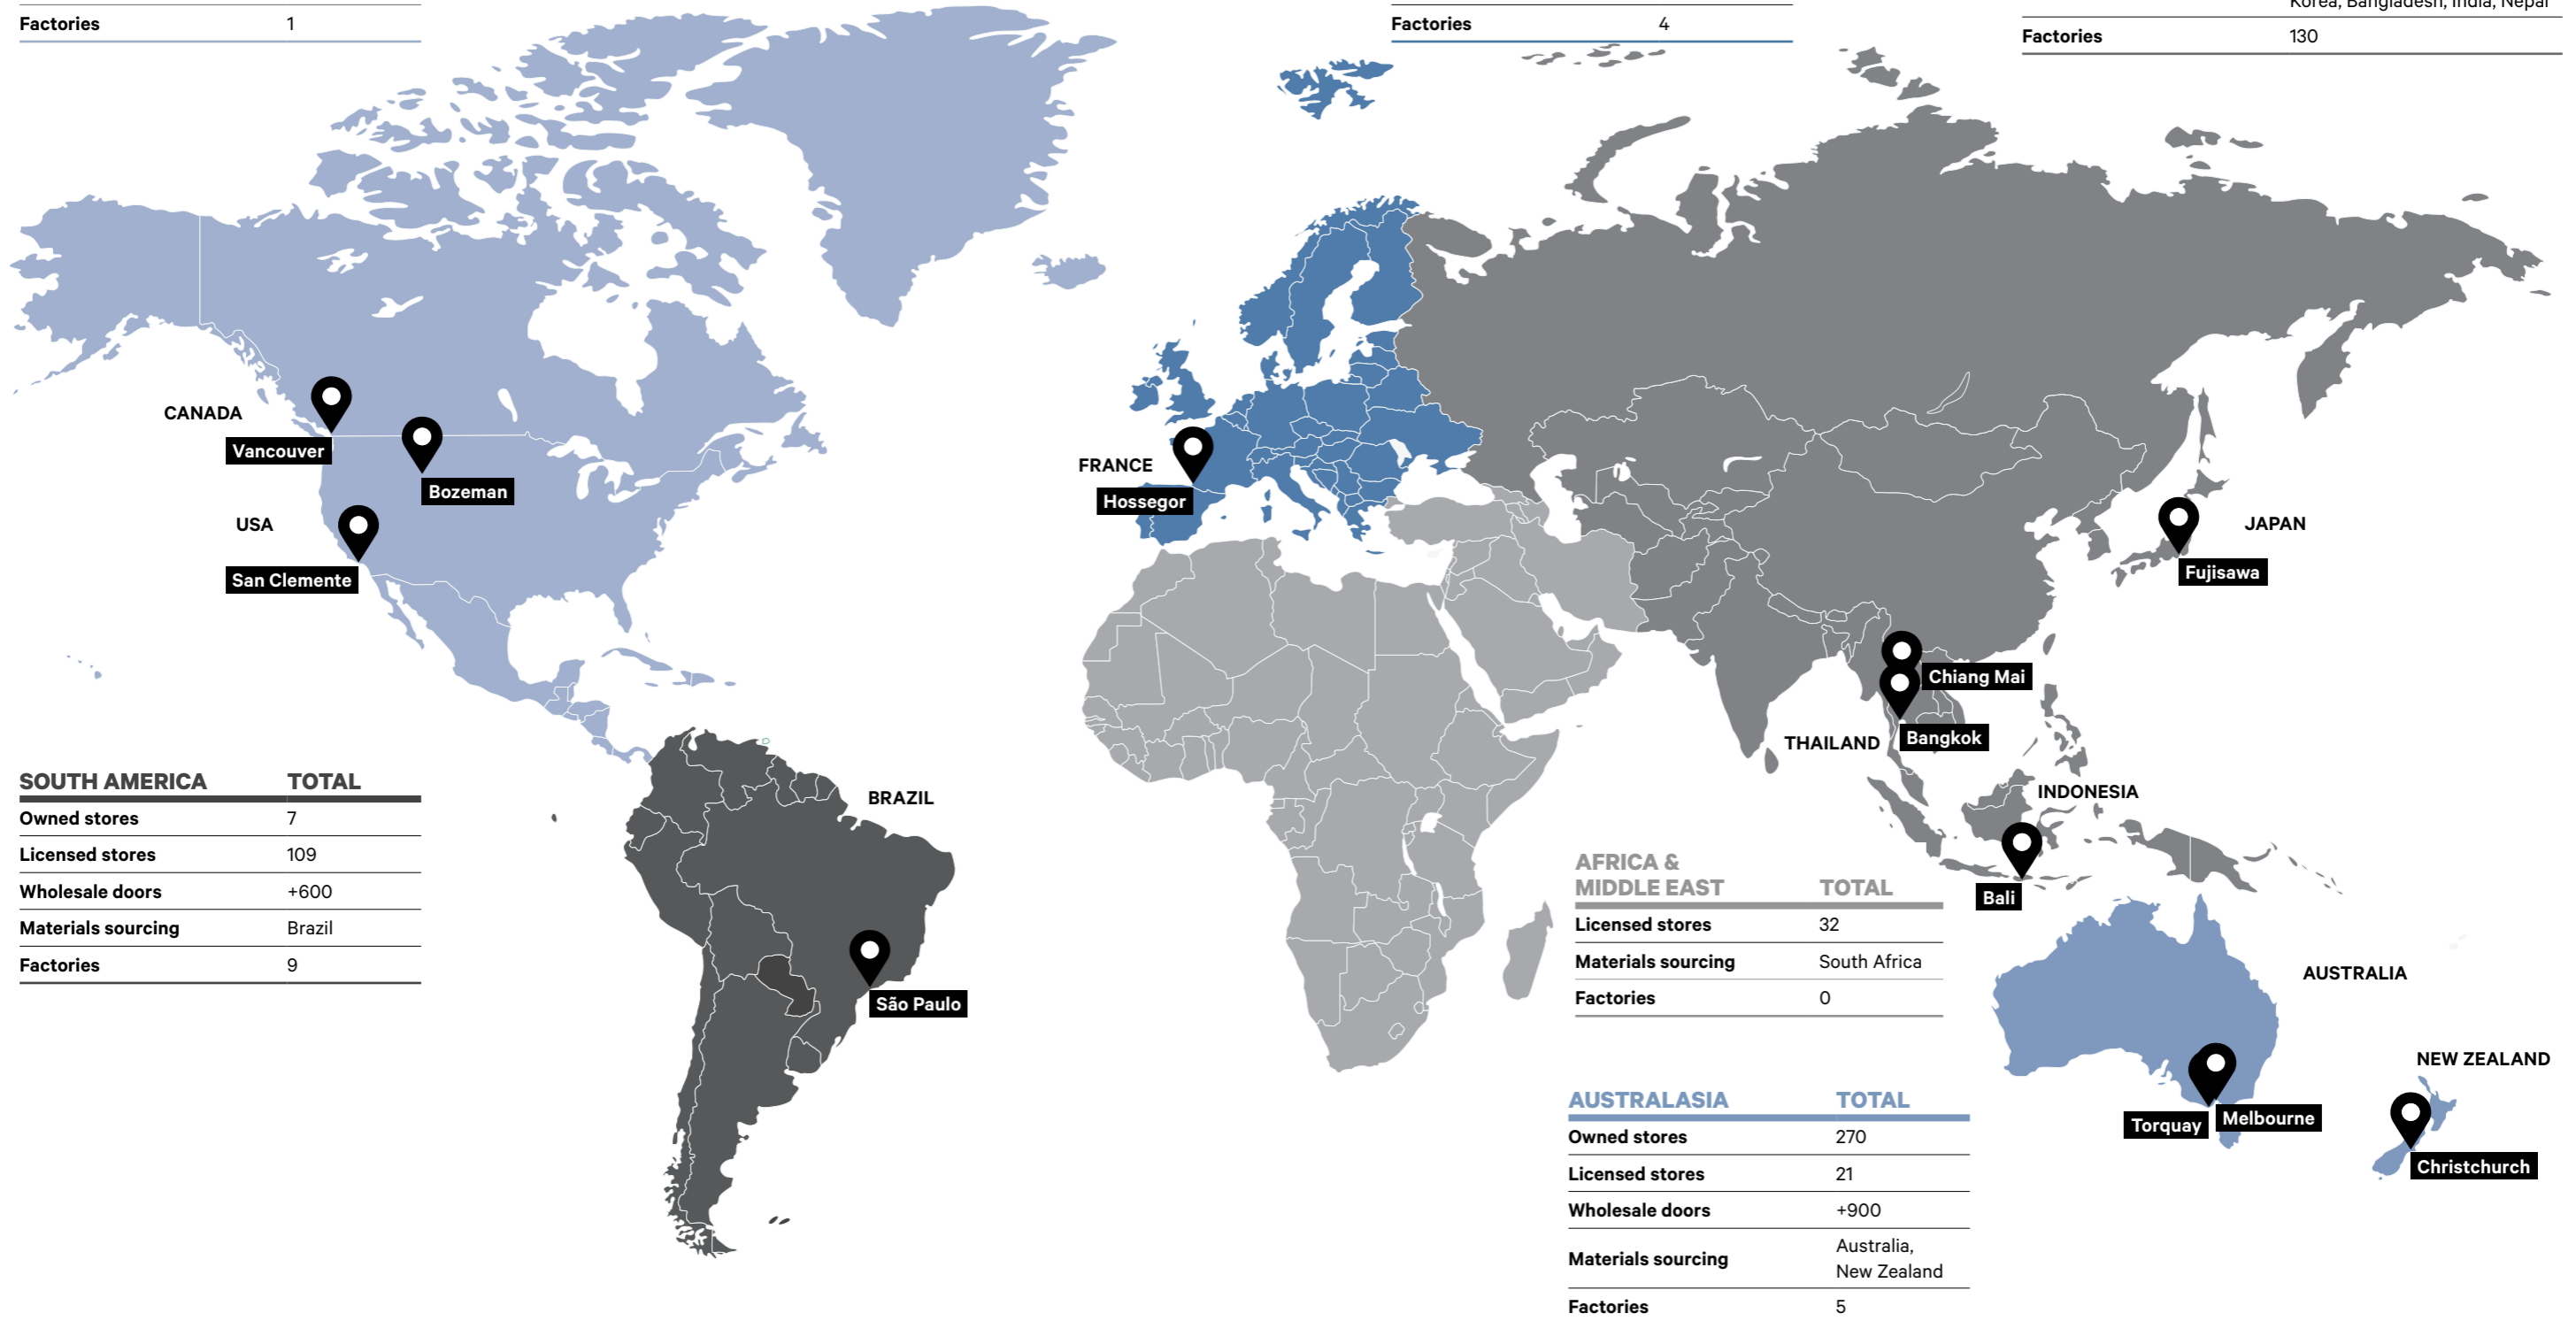 Factories 1
Factories 4
Korea, Bangladesh, India, Nepal
Factories 130
CANADA
Vancouver
Bozeman
USA
San Clemente
FRANCE
Hossegor
JAPAN
Fujisawa
Chiang Mai
Bangkok
THAILAND
INDONESIA
Bali
BRAZIL
São Paulo
SOUTH AMERICA TOTAL
Owned stores 7
Licensed stores 109
Wholesale doors +600
Materials sourcing Brazil
Factories 9
AFRICA &
MIDDLE EAST TOTAL
Licensed stores 32
Materials sourcing South Africa
Factories 0
AUSTRALIA
NEW ZEALAND
Torquay
Melbourne
Christchurch
AUSTRALASIA TOTAL
Owned stores 270
Licensed stores 21
Wholesale doors +900
Materials sourcing Australia,
New Zealand
Factories 5